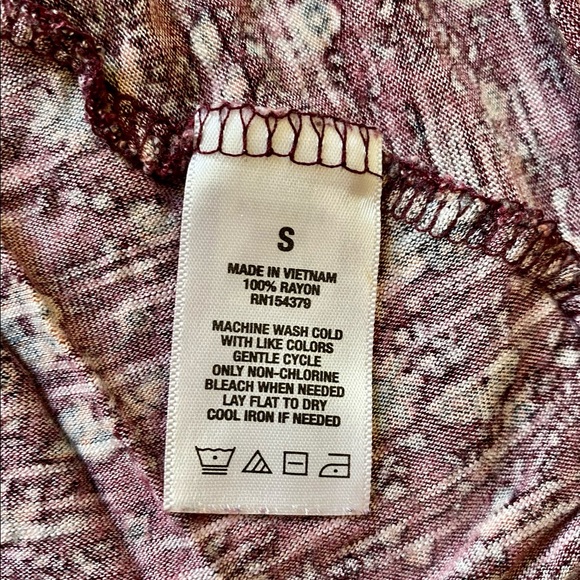 S
MADE IN VIETNAM
100% RAYON
RN154379
MACHINE WASH COLD
WITH LIKE COLORS
GENTLE CYCLE
ONLY NON-CHLORINE
BLEACH WHEN NEEDED
LAY FLAT TO DRY
COOL IRON IF NEEDED